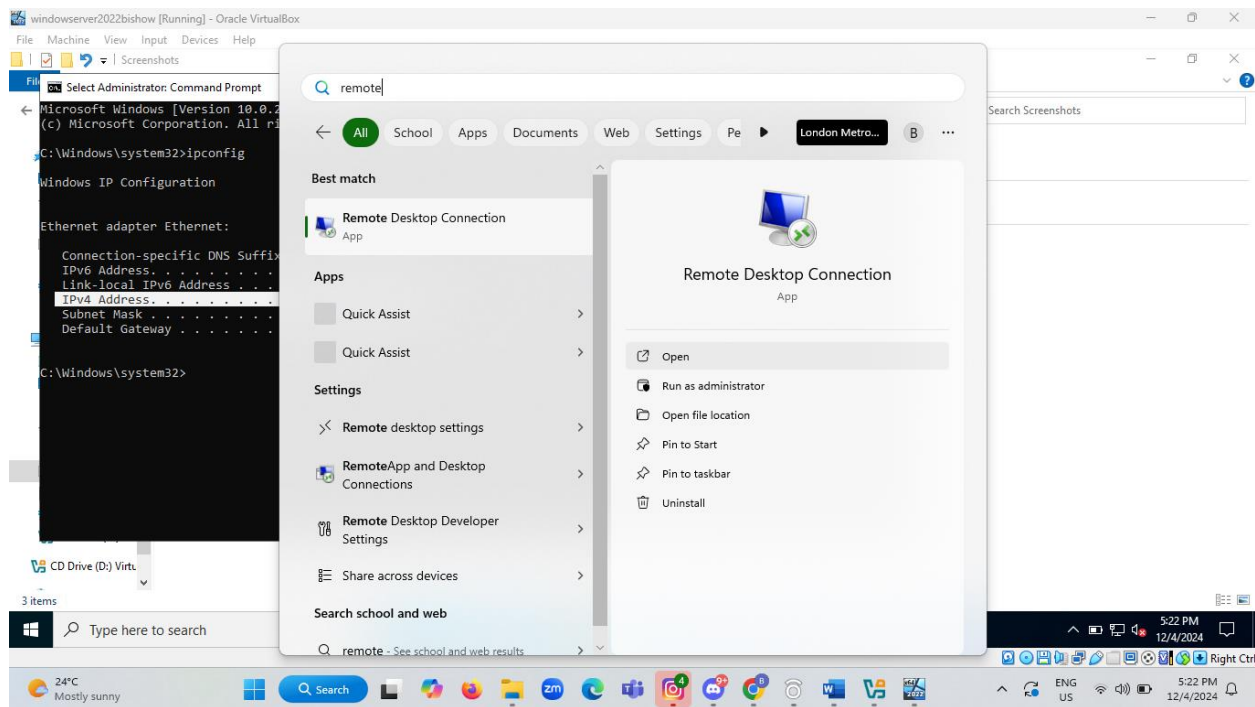 windowserver2022bishow [Running] - Oracle VirtualBox
File Machine View Input Devices Help
Screenshots
Select Administrator: Command Prompt
Microsoft Windows [Version 10.0.2
(c) Microsoft Corporation. All ri
C:\Windows\system32>ipconfig
Windows IP Configuration
Ethernet adapter Ethernet:
Connection-specific DNS Suffix
IPv6 Address. . . . . . . . .
Link-local IPv6 Address . . .
IPv4 Address. . . . . . . . .
Subnet Mask . . . . . . . . .
Default Gateway . . . . . . .
C:\Windows\system32>
CD Drive (D:) Virtu
3 items
Type here to search
remote
All School Apps Documents Web Settings Pe London Metro... B ...
Best match
Remote Desktop Connection
App
Apps
Quick Assist
Quick Assist
Settings
Remote desktop settings
RemoteApp and Desktop
Connections
Remote Desktop Developer
Settings
Share across devices
Search school and web
remote - See school and web results
Remote Desktop Connection
App
Open
Run as administrator
Open file location
Pin to Start
Pin to taskbar
Uninstall
Search Screenshots
5:22 PM
12/4/2024
Right Ctr
24°C
Mostly sunny
Search
zm
4
9+
B
2022
ENG
US
5:22 PM
12/4/2024